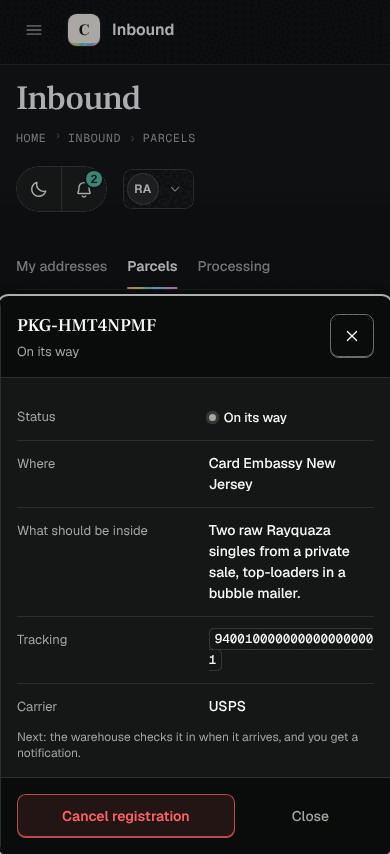 C Inbound
Inbound
HOME › INBOUND › PARCELS
2
RA
My addresses Parcels Processing
PKG-HMT4NPMF
On its way
Status On its way
Where Card Embassy New
Jersey
What should be inside Two raw Rayquaza
singles from a private
sale, top-loaders in a
bubble mailer.
Tracking 940010000000000000000
1
Carrier USPS
Next: the warehouse checks it in when it arrives, and you get a
notification.
Cancel registration Close